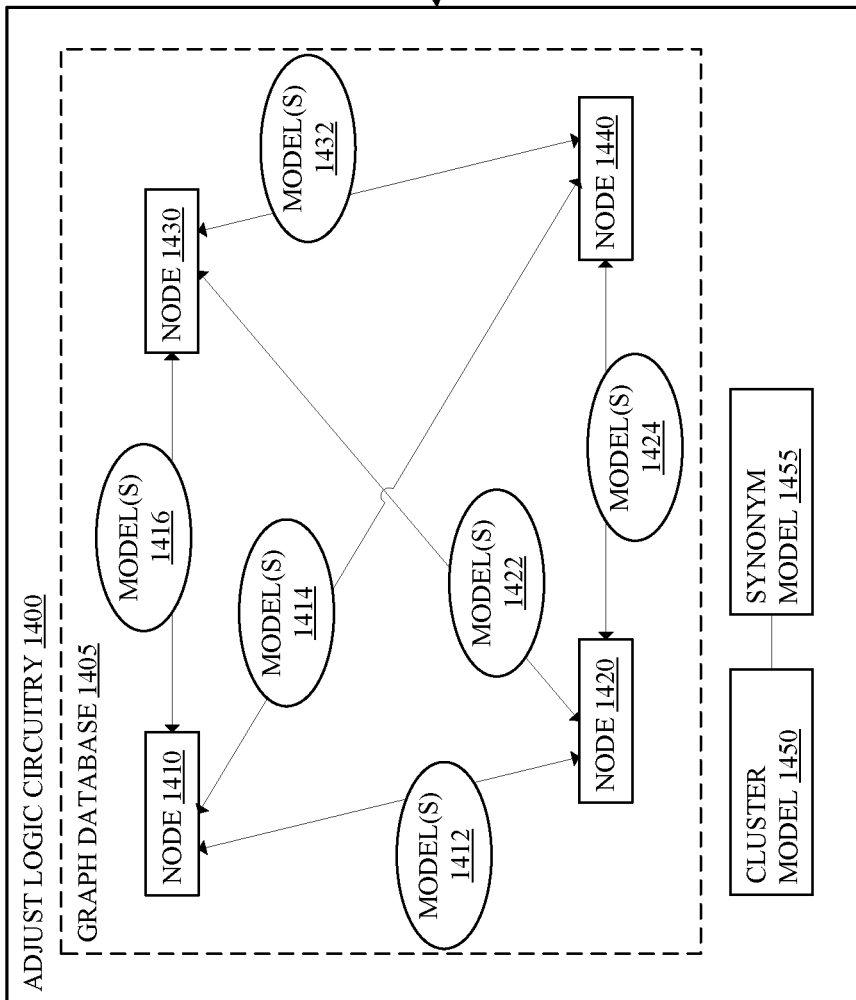 ADJUST LOGIC CIRCUITRY 1400
GRAPH DATABASE 1405
NODE 1410
MODEL(S)
1416
NODE 1430
MODEL(S)
1432
MODEL(S)
1414
MODEL(S)
1412
MODEL(S)
1422
NODE 1420
MODEL(S)
1424
NODE 1440
CLUSTER
MODEL 1450
SYNONYM
MODEL 1455